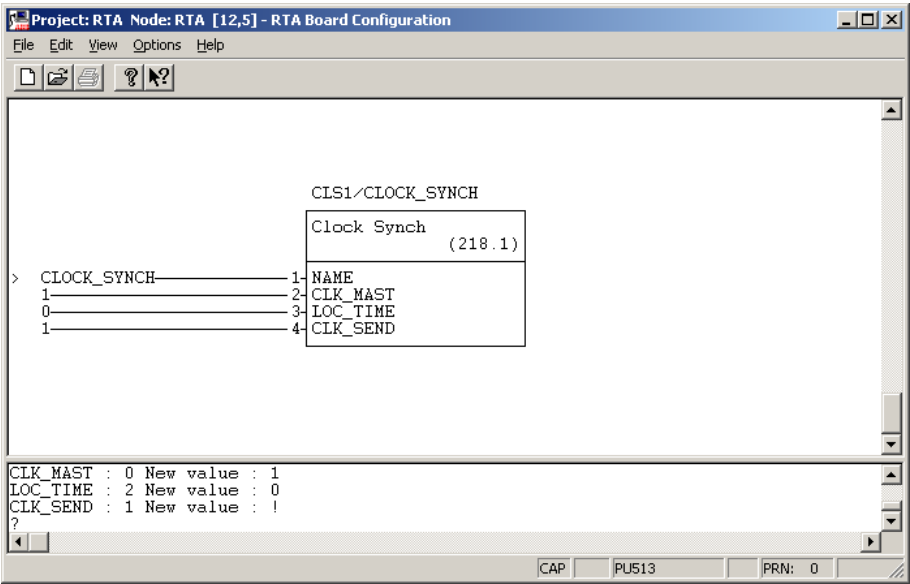 Project: RTA Node: RTA [12,5] - RTA Board Configuration
File Edit View Options Help
CLS1/CLOCK_SYNCH
Clock Synch
(218.1)
> CLOCK_SYNCH 1 NAME
1 2 CLK_MAST
0 3 LOC_TIME
1 4 CLK_SEND
CLK_MAST : 0 New value : 1
LOC_TIME : 2 New value : 0
CLK_SEND : 1 New value : !
?
CAP PU513 PRN: 0